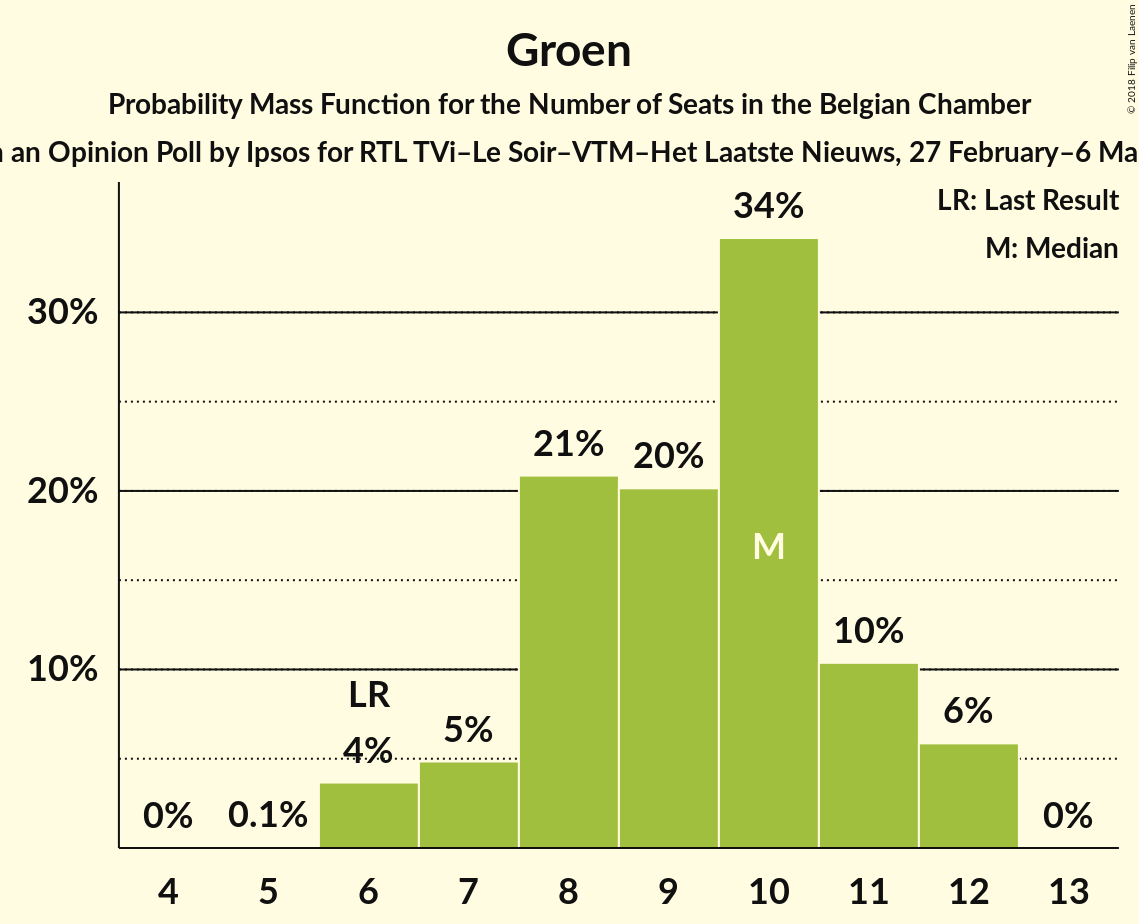 Groen
Probability Mass Function for the Number of Seats in the Belgian Chamber
an Opinion Poll by Ipsos for RTL TVi–Le Soir–VTM–Het Laatste Nieuws, 27 February–6
© 2018 Filip van Laenen
LR: Last Result
M: Median
34%
30%
21%
20%
20%
M
10%
10%
LR
6%
5%
4%
0%
0.1%
0%
4 5 6 7 8 9 10 11 12 13